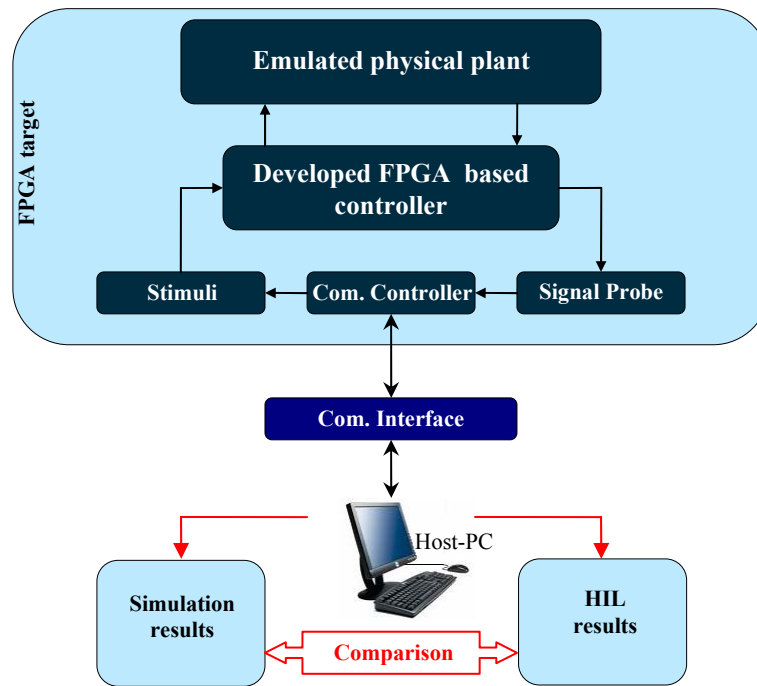 Emulated physical plant
FPGA target
Developed FPGA based
controller
Stimuli
Com. Controller
Signal Probe
Com. Interface
Host-PC
Simulation
results
HIL
results
Comparison